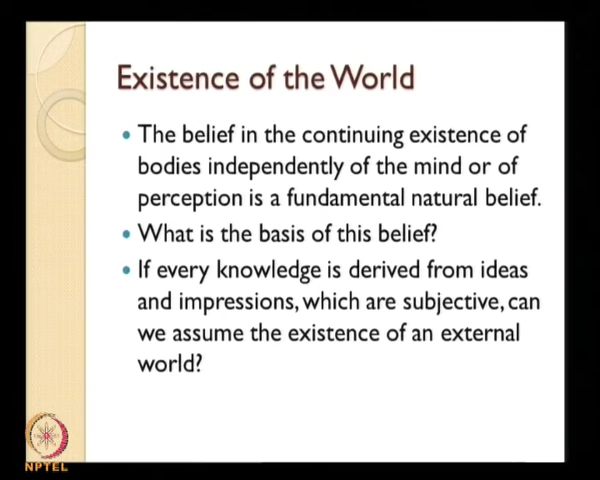 Existence of the World
• The belief in the continuing existence of
bodies independently of the mind or of
perception is a fundamental natural belief.
• What is the basis of this belief?
• If every knowledge is derived from ideas
and impressions, which are subjective, can
we assume the existence of an external
world?
NPTEL